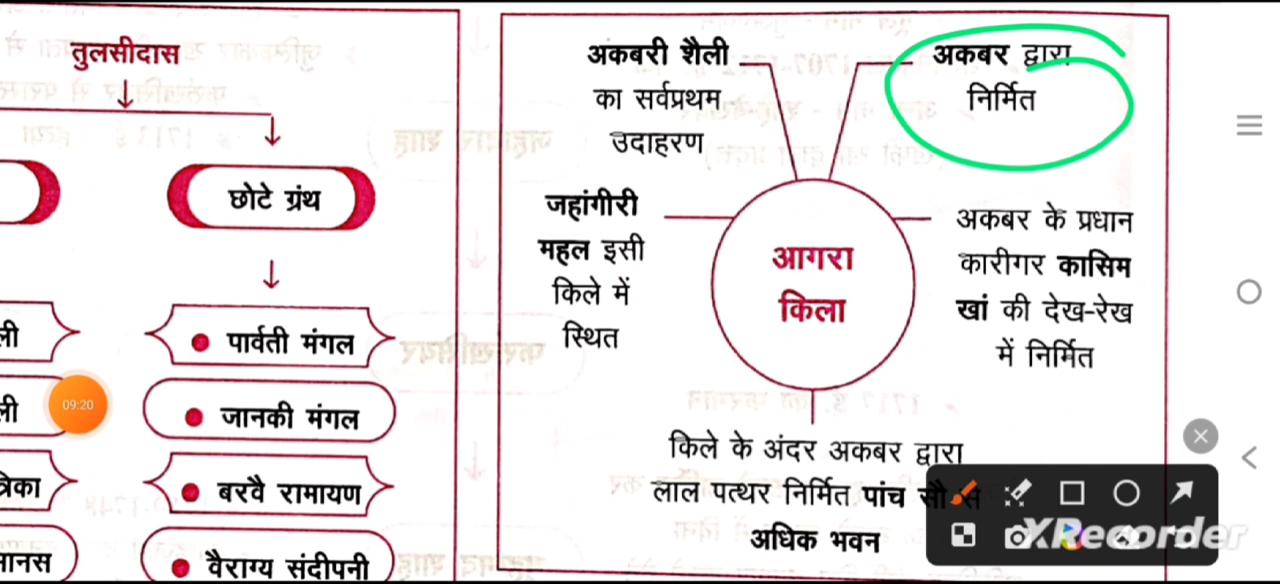 तुलसीदास
छोटे ग्रंथ
ली
पार्वती मंगल
ली
09:20
जानकी मंगल
त्रिका
बरवै रामायण
मानस
वैराग्य संदीपनी
अकबरी शैली
का सर्वप्रथम
उदाहरण
अकबर द्वारा
निर्मित
जहांगीरी
महल इसी
किले में
स्थित
आगरा
किला
अकबर के प्रधान
कारीगर कासिम
खां की देख-रेख
में निर्मित
किले के अंदर अकबर द्वारा
लाल पत्थर निर्मित पांच सौ से
अधिक भवन
XRecorder